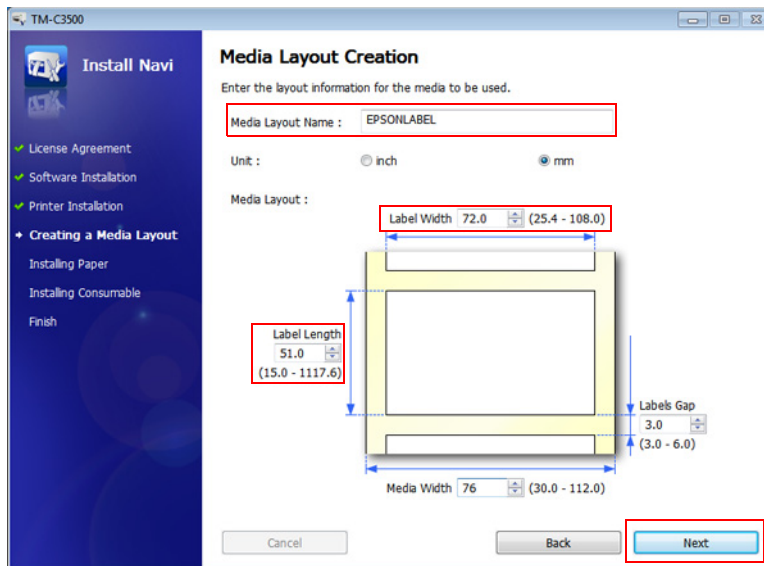 TM-C3500
Install Navi
License Agreement
Software Installation
Printer Installation
Creating a Media Layout
Installing Paper
Installing Consumable
Finish
Media Layout Creation
Enter the layout information for the media to be used.
Media Layout Name : EPSONLABEL
Unit : inch mm
Media Layout :
Label Width 72.0 (25.4 - 108.0)
Label Length
51.0
(15.0 - 1117.6)
Labels Gap
3.0
(3.0 - 6.0)
Media Width 76 (30.0 - 112.0)
Cancel Back Next